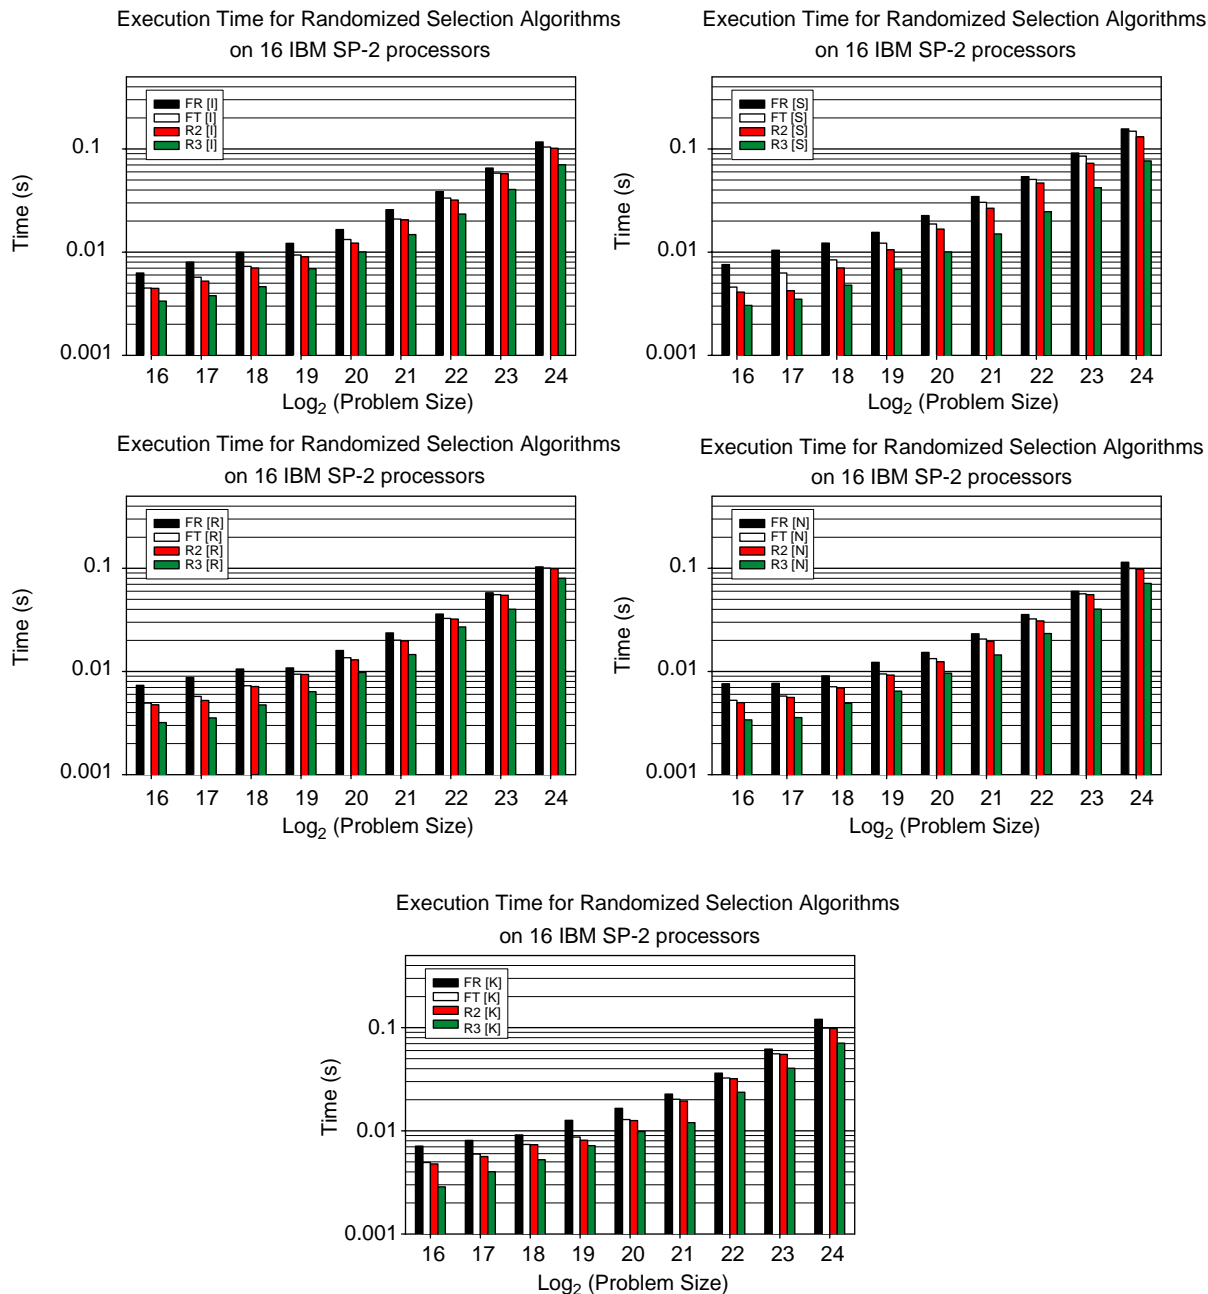 Execution Time for Randomized Selection Algorithms
on 16 IBM SP-2 processors
FR [I]
FT [I]
R2 [I]
R3 [I]
0.1
0.01
0.001
Time (s)
16 17 18 19 20 21 22 23 24
Log2 (Problem Size)
Execution Time for Randomized Selection Algorithms
on 16 IBM SP-2 processors
FR [S]
FT [S]
R2 [S]
R3 [S]
0.1
0.01
0.001
Time (s)
16 17 18 19 20 21 22 23 24
Log2 (Problem Size)
Execution Time for Randomized Selection Algorithms
on 16 IBM SP-2 processors
FR [R]
FT [R]
R2 [R]
R3 [R]
0.1
0.01
0.001
Time (s)
16 17 18 19 20 21 22 23 24
Log2 (Problem Size)
Execution Time for Randomized Selection Algorithms
on 16 IBM SP-2 processors
FR [N]
FT [N]
R2 [N]
R3 [N]
0.1
0.01
0.001
Time (s)
16 17 18 19 20 21 22 23 24
Log2 (Problem Size)
Execution Time for Randomized Selection Algorithms
on 16 IBM SP-2 processors
FR [K]
FT [K]
R2 [K]
R3 [K]
0.1
0.01
0.001
Time (s)
16 17 18 19 20 21 22 23 24
Log2 (Problem Size)